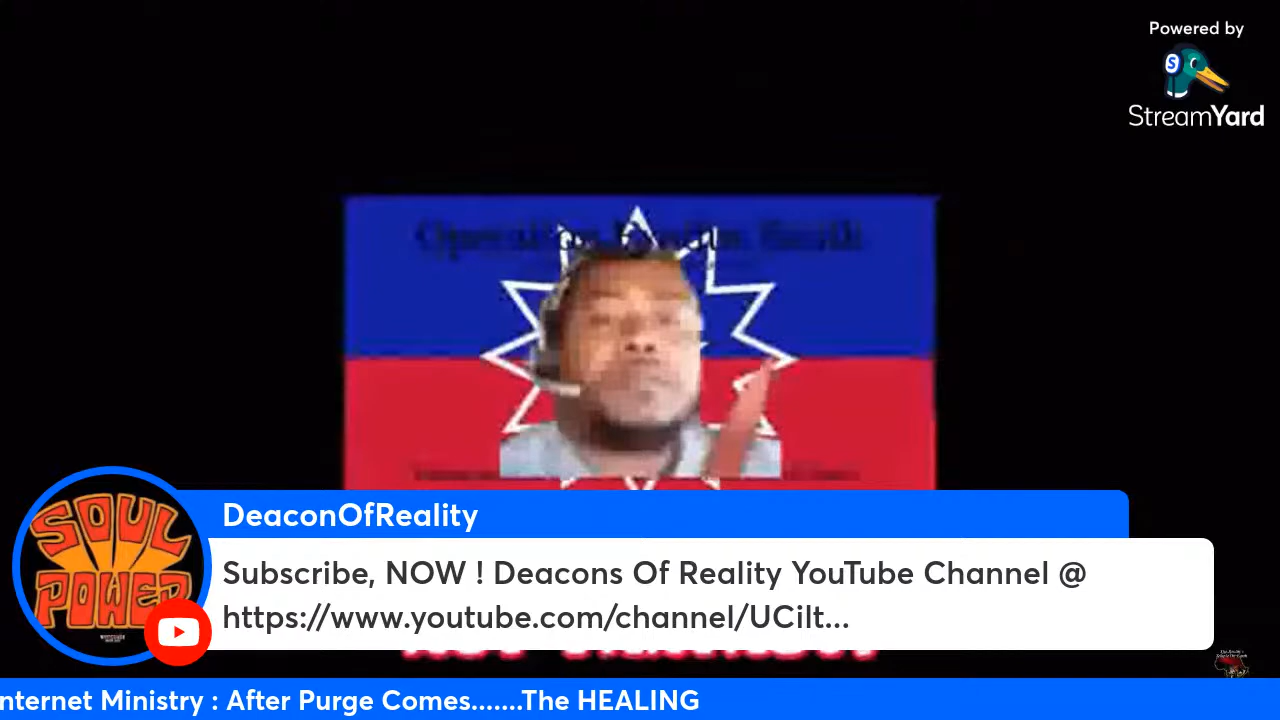 Powered by
StreamYard
SOUL
POWER
DeaconOfReality
Subscribe, NOW ! Deacons Of Reality YouTube Channel @
https://www.youtube.com/channel/UCilt...
nternet Ministry : After Purge Comes.......The HEALING